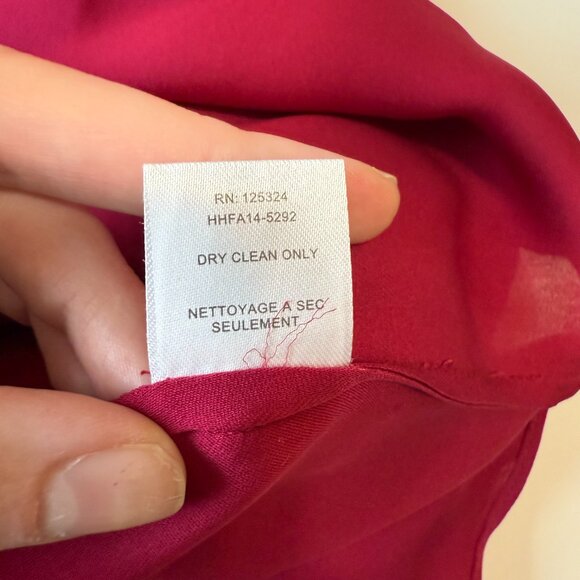 RN: 125324
HHFA14-5292
DRY CLEAN ONLY
NETTOYAGE A SEC
SEULEMENT